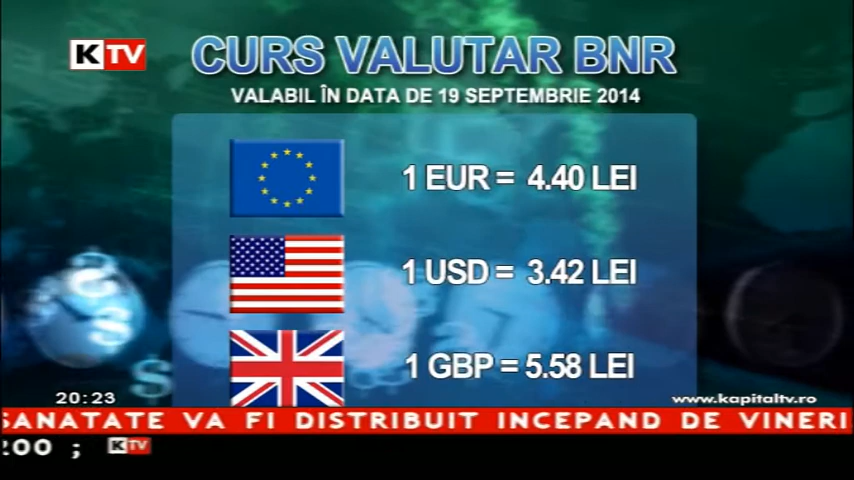 KTV
CURS VALUTAR BNR
VALABIL ÎN DATA DE 19 SEPTEMBRIE 2014
1 EUR = 4.40 LEI
1 USD = 3.42 LEI
1 GBP = 5.58 LEI
20:23
www.kapitaltv.ro
SANATATE VA FI DISTRIBUIT INCEPAND DE VINERI
200 ; KTV